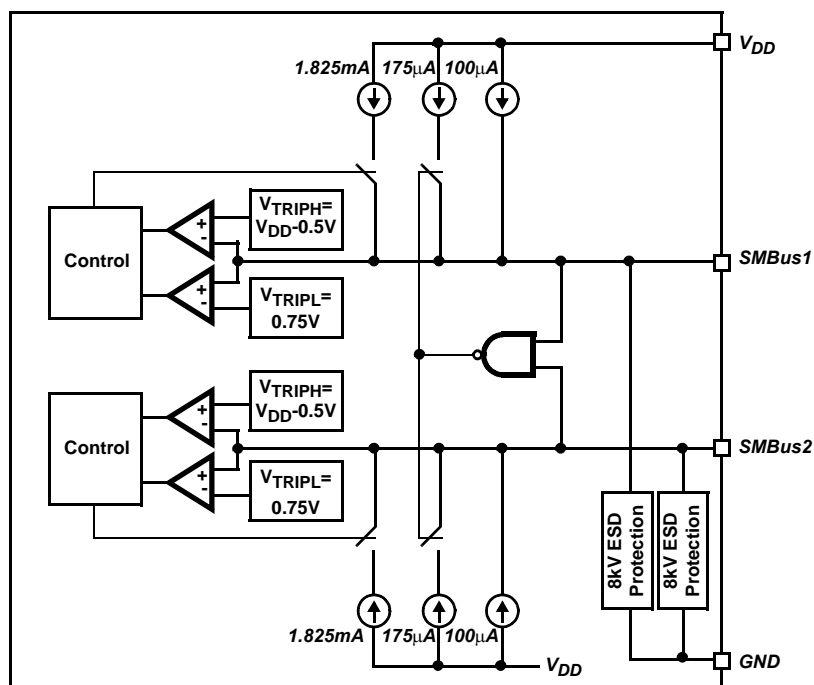 V_DD
1.825mA 175μA 100μA
V_TRIPH=
V_DD-0.5V
+
-
Control
SMBus1
+
-
V_TRIPL=
0.75V
V_TRIPH=
V_DD-0.5V
+
-
Control
SMBus2
+
-
V_TRIPL=
0.75V
8kV ESD
Protection
8kV ESD
Protection
1.825mA 175μA 100μA
V_DD
GND